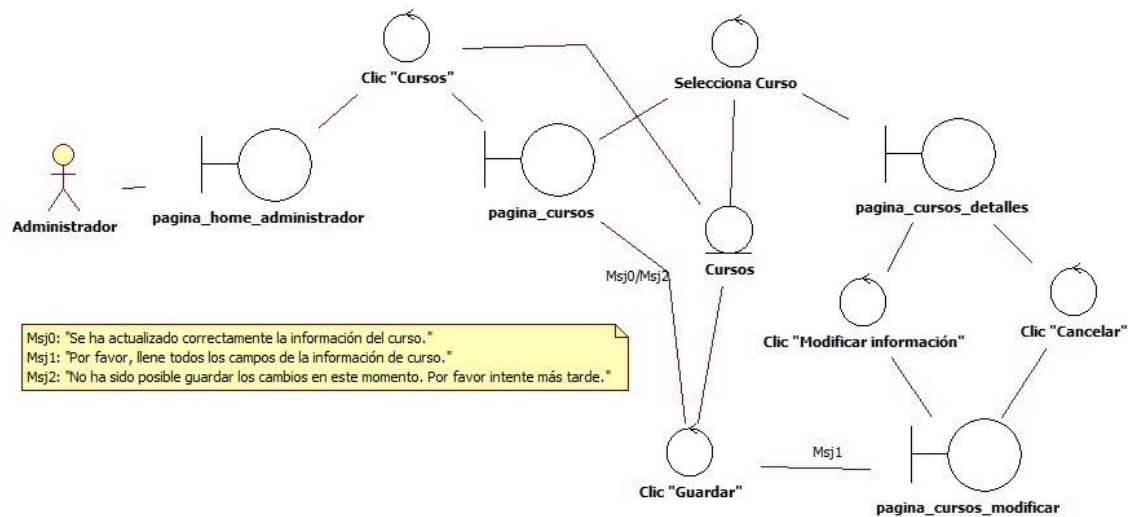 Clic "Cursos"
Selecciona Curso
Administrador
pagina_home_administrador
pagina_cursos
pagina_cursos_detalles
Cursos
Msj0/Msj2
Msj0: "Se ha actualizado correctamente la información del curso."
Msj1: "Por favor, llene todos los campos de la información de curso."
Msj2: "No ha sido posible guardar los cambios en este momento. Por favor intente más tarde."
Clic "Modificar información"
Clic "Cancelar"
Msj1
Clic "Guardar"
pagina_cursos_modificar